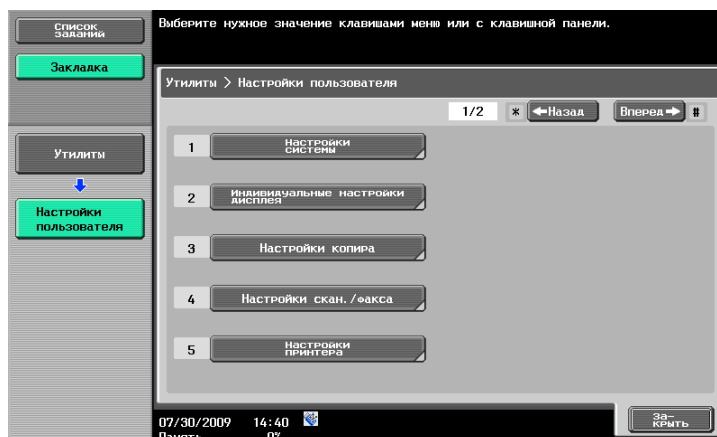 Список
заданий
Выберите нужное значение клавишами меню или с клавишной панели.
Закладка
Утилиты > Настройки пользователя
1/2 * ←Назад Вперед→ #
Утилиты
1 Настройки
системы
2 Индивидуальные настройки
дисплея
Настройки
пользователя
3 Настройки копира
4 Настройки скан./факса
5 Настройки
принтера
07/30/2009 14:40
Память 0%
За-
крыть